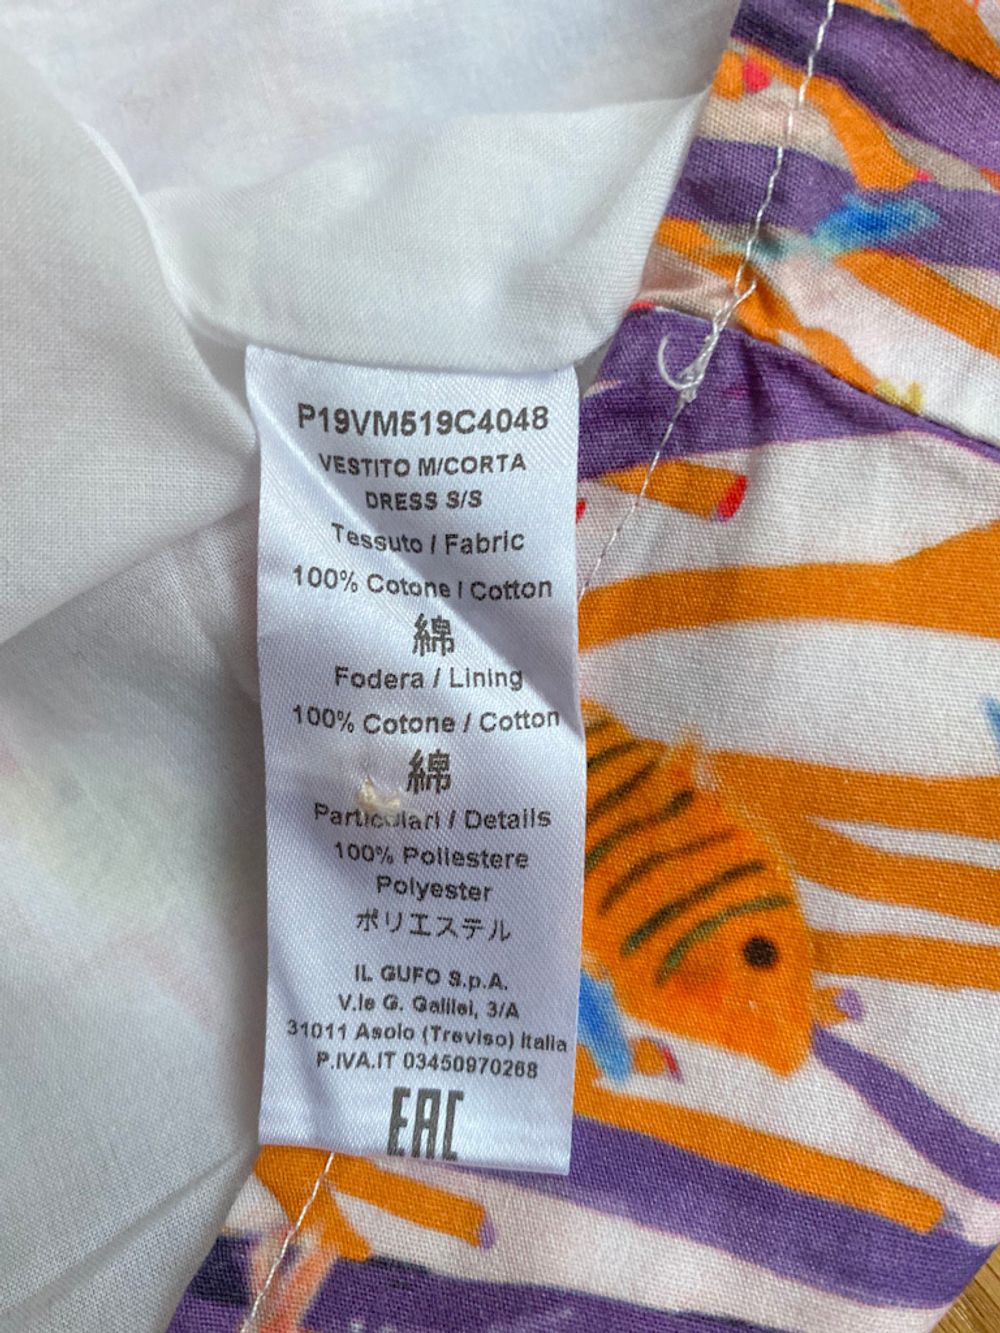 P19VM519C4048
VESTITO M/CORTA
DRESS S/S
Tessuto / Fabric
100% Cotone / Cotton
綿
Fodera / Lining
100% Cotone / Cotton
綿
Particolari / Details
100% Poliestere
Polyester
ポリエステル
IL GUFO S.p.A.
V.le G. Galilei, 3/A
31011 Asolo (Treviso) Italia
P.IVA.IT 03450970268
EAC